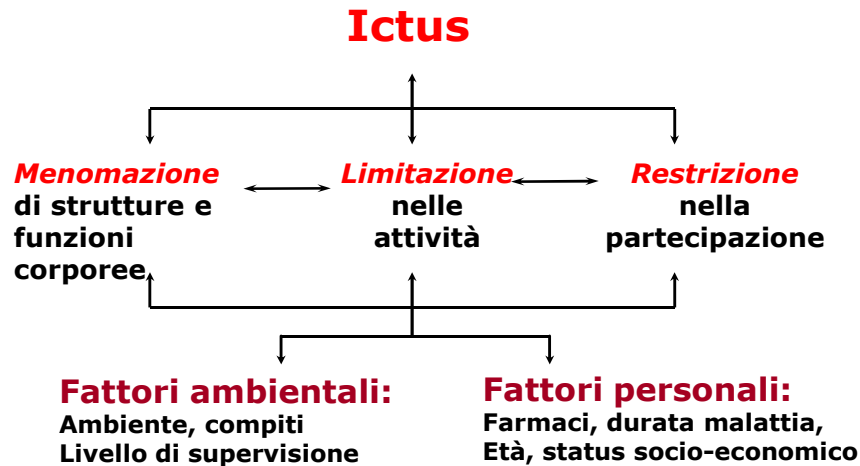 Ictus
Menomazione
di strutture e
funzioni
corporee
Limitazione
nelle
attività
Restrizione
nella
partecipazione
Fattori ambientali:
Ambiente, compiti
Livello di supervisione
Fattori personali:
Farmaci, durata malattia,
Età, status socio-economico